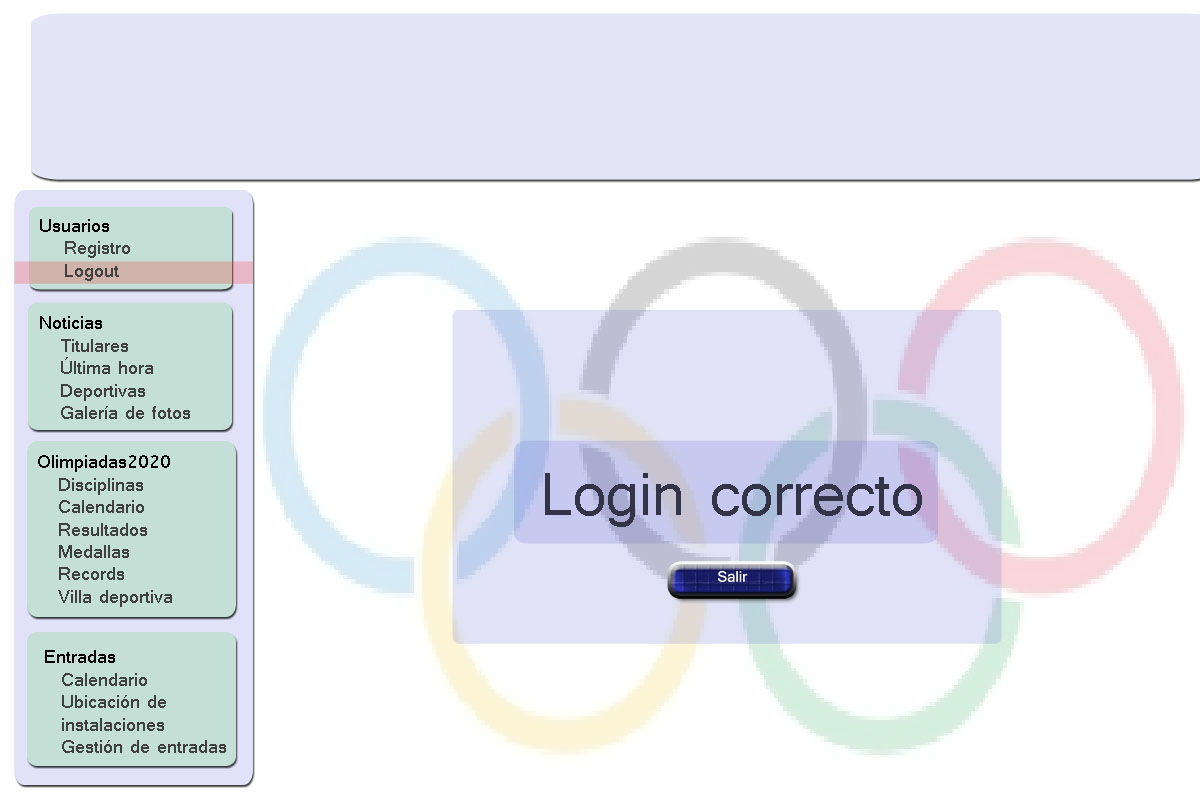 Usuarios
Registro
Logout
Noticias
Titulares
Última hora
Deportivas
Galería de fotos
Olimpiadas2020
Disciplinas
Calendario
Resultados
Medallas
Records
Villa deportiva
Entradas
Calendario
Ubicación de
instalaciones
Gestión de entradas
Login correcto
Salir